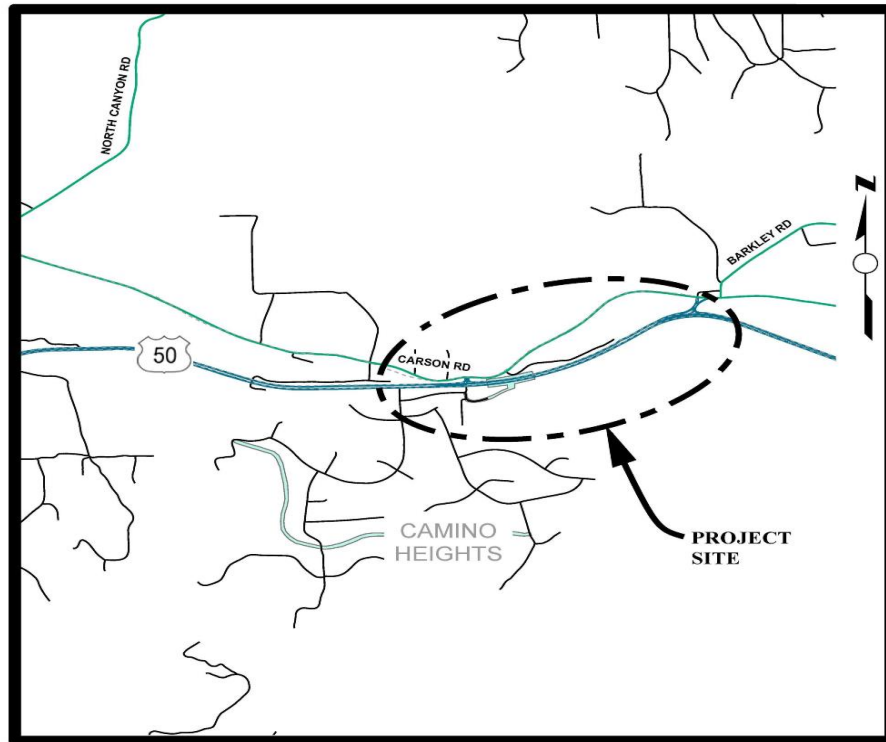 NORTH CANYON RD
BARKLEY RD
N
50
CARSON RD
CAMINO
HEIGHTS
PROJECT
SITE